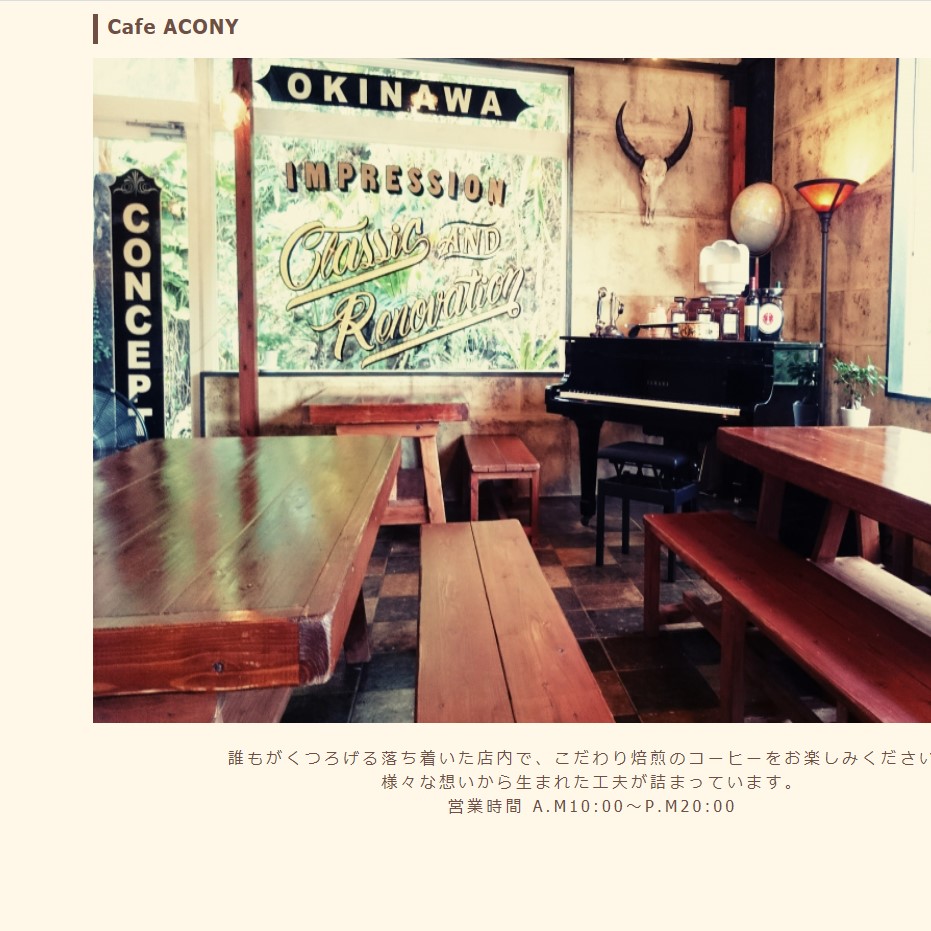 Cafe ACONY
OKINAWA
IMPRESSION
Classic AND
Renovation
CONCEPT
YAMAHA
誰もがくつろげる落ち着いた店内で、こだわり焙煎のコーヒーをお楽しみください
様々な想いから生まれた工夫が詰まっています。
営業時間 A.M10:00～P.M20:00